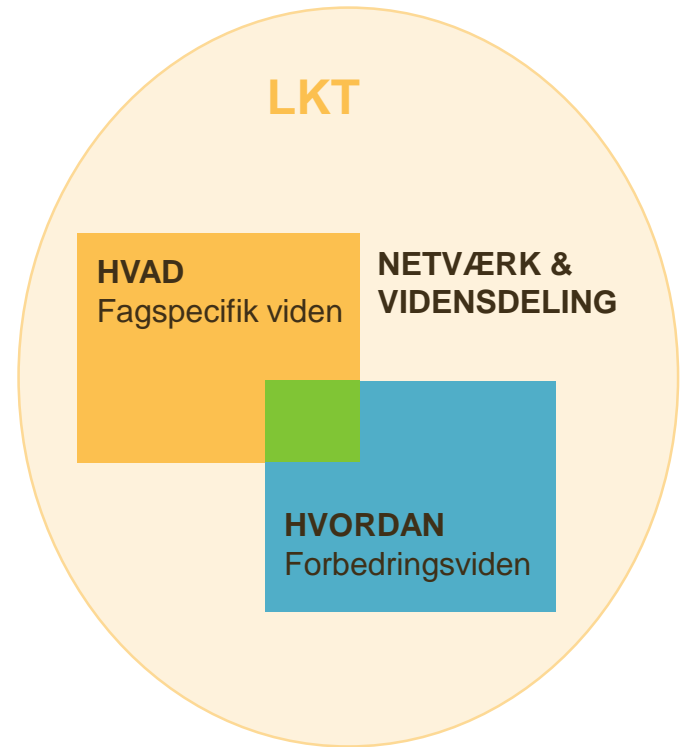 LKT
HVAD
Fagspecifik viden
NETVÆRK &
VIDENSDELING
HVORDAN
Forbedringsviden